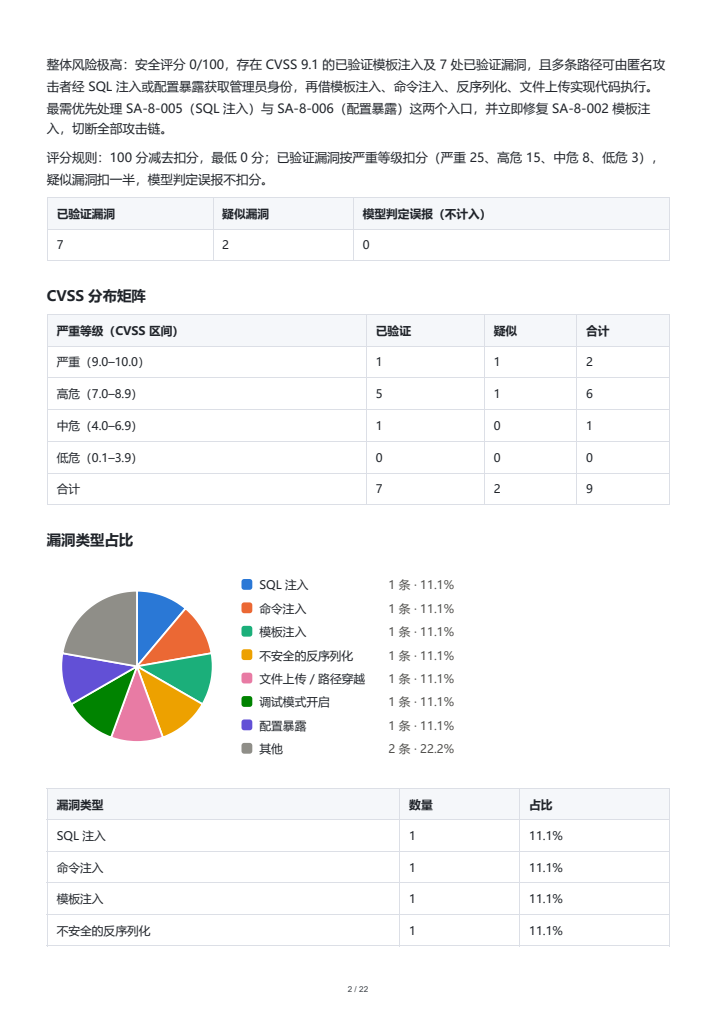 整体风险极高：安全评分 0/100，存在 CVSS 9.1 的已验证模板注入及 7 处已验证漏洞，且多条路径可由匿名攻
击者经 SQL 注入或配置暴露获取管理员身份，再借模板注入、命令注入、反序列化、文件上传实现代码执行。
最需优先处理 SA-8-005（SQL 注入）与 SA-8-006（配置暴露）这两个入口，并立即修复 SA-8-002 模板注
入，切断全部攻击链。
评分规则：100 分减去扣分，最低 0 分；已验证漏洞按严重等级扣分（严重 25、高危 15、中危 8、低危 3），
疑似漏洞扣一半，模型判定误报不扣分。
已验证漏洞 疑似漏洞 模型判定误报（不计入）
7 2 0
CVSS 分布矩阵
严重等级（CVSS 区间） 已验证 疑似 合计
严重（9.0–10.0） 1 1 2
高危（7.0–8.9） 5 1 6
中危（4.0–6.9） 1 0 1
低危（0.1–3.9） 0 0 0
合计 7 2 9
漏洞类型占比
SQL 注入 1 条 · 11.1%
命令注入 1 条 · 11.1%
模板注入 1 条 · 11.1%
不安全的反序列化 1 条 · 11.1%
文件上传 / 路径穿越 1 条 · 11.1%
调试模式开启 1 条 · 11.1%
配置暴露 1 条 · 11.1%
其他 2 条 · 22.2%
漏洞类型 数量 占比
SQL 注入 1 11.1%
命令注入 1 11.1%
模板注入 1 11.1%
不安全的反序列化 1 11.1%
2 / 22